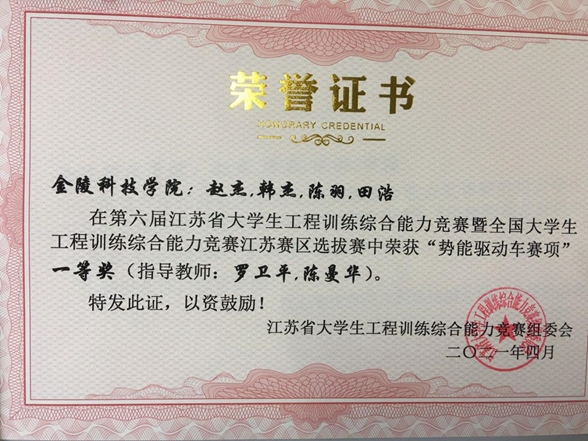 荣誉证书
HONORARY CREDENTIAL
金陵科技学院：赵杰,韩杰,陈羽,田浩
在第六届江苏省大学生工程训练综合能力竞赛暨全国大学生
工程训练综合能力竞赛江苏赛区选拔赛中荣获“势能驱动车赛项”
一等奖（指导教师：罗卫平,陈曼华）。
特发此证，以资鼓励！
江苏省大学生工程训练综合能力竞赛组委会
二〇二一年四月